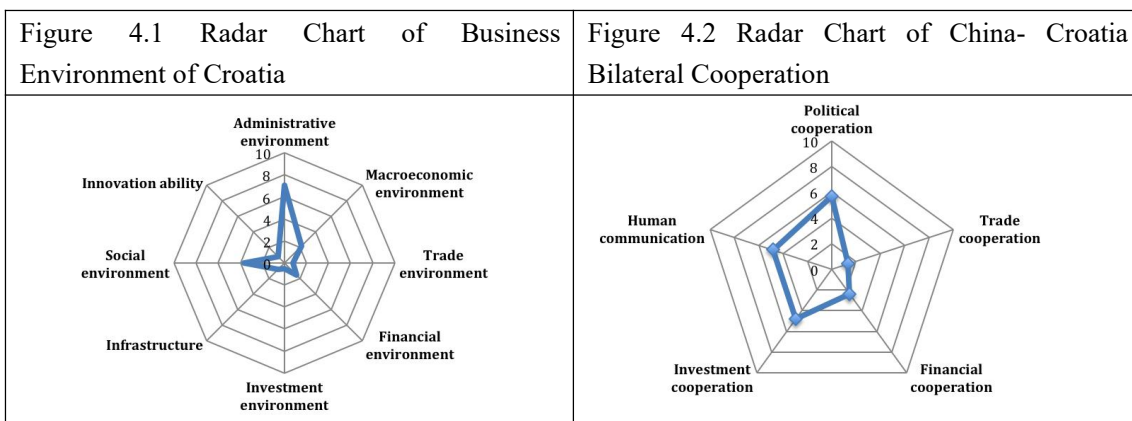 Figure 4.1 Radar Chart of Business
Environment of Croatia
Figure 4.2 Radar Chart of China- Croatia
Bilateral Cooperation
Administrative
environment
10
8
6
4
2
0
Macroeconomic
environment
Trade
environment
Financial
environment
Investment
environment
Infrastructure
Social
environment
Innovation ability
Political
cooperation
10
8
6
4
2
0
Trade
cooperation
Financial
cooperation
Investment
cooperation
Human
communication